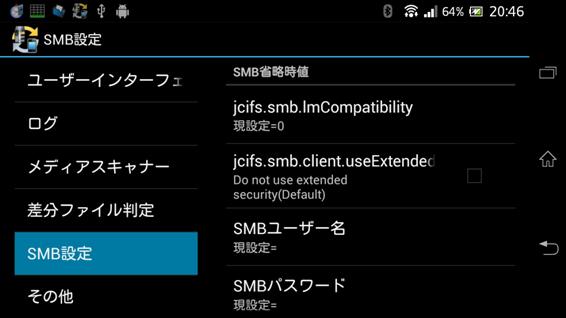 64% 20:46
SMB設定
ユーザーインターフェ
ログ
メディアスキャナー
差分ファイル判定
SMB設定
その他
SMB省略時値
jcifs.smb.lmCompatibility
現設定=0
jcifs.smb.client.useExtended
Do not use extended
security(Default)
SMBユーザー名
現設定=
SMBパスワード
現設定=